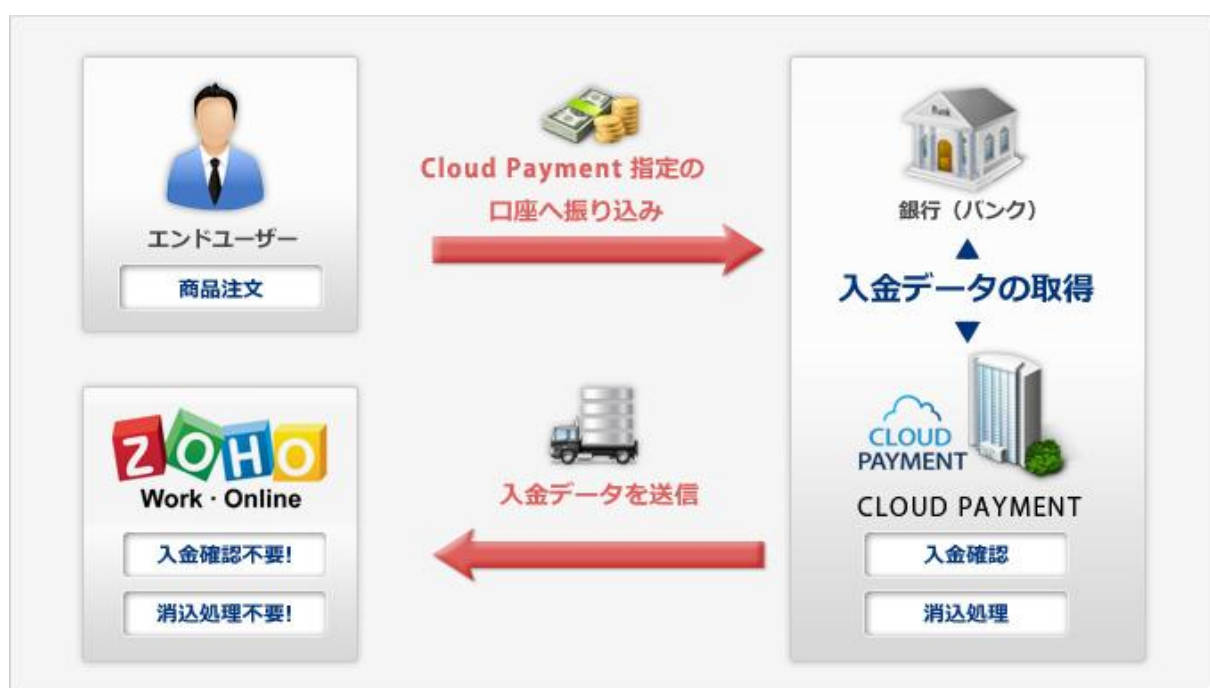 エンドユーザー
商品注文
Cloud Payment 指定の
口座へ振り込み
Bank
銀行（バンク）
▲
入金データの取得
▼
CLOUD
PAYMENT
CLOUD PAYMENT
入金確認
消込処理
入金データを送信
ZOHO
Work · Online
入金確認不要!
消込処理不要!